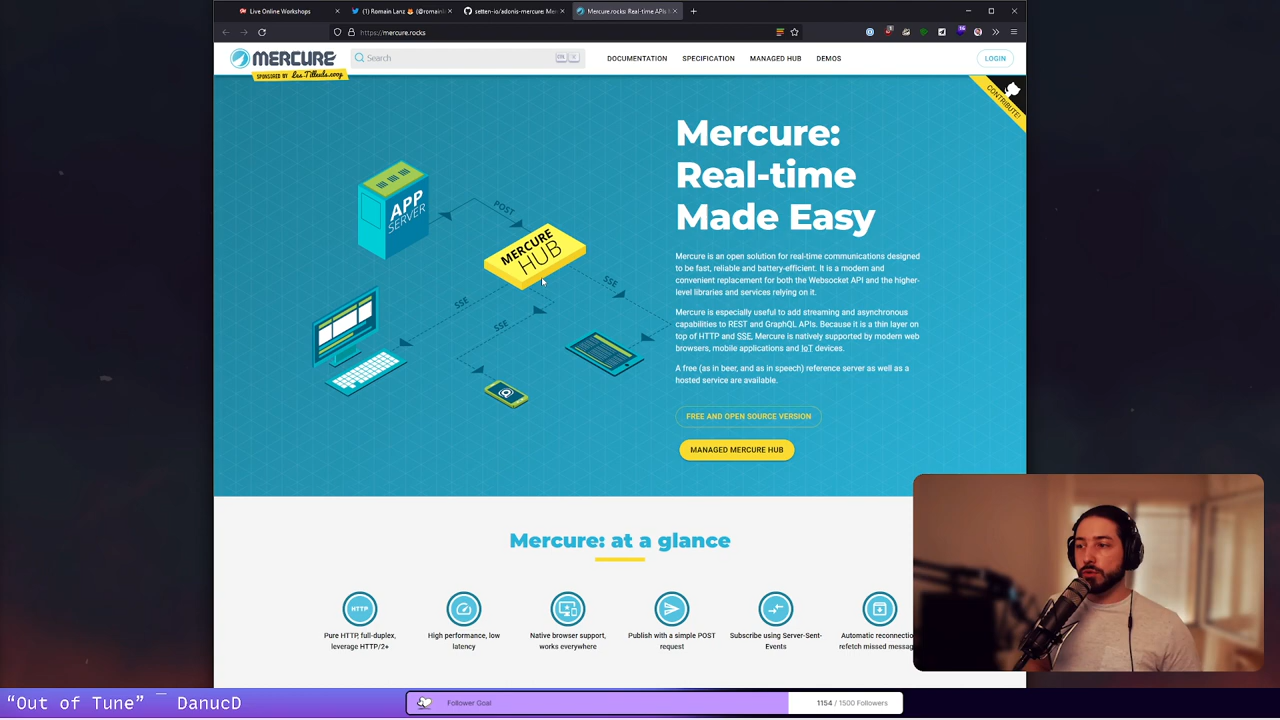 Live Online Workshops
(1) Romain Lanz
setten-io/adonis-mercure: Me
Mercure.rocks: Real-time APIs
https://mercure.rocks
MERCURE
SPONSORED BY Les-Tilleuls.coop
Search
DOCUMENTATION
SPECIFICATION
MANAGED HUB
DEMOS
LOGIN
CONTRIBUTE!
APP
SERVER
POST
MERCURE
HUB
SSE
SSE
SSE
Mercure:
Real-time
Made Easy
Mercure is an open solution for real-time communications designed
to be fast, reliable and battery-efficient. It is a modern and
convenient replacement for both the Websocket API and the higher-
level libraries and services relying on it.
Mercure is especially useful to add streaming and asynchronous
capabilities to REST and GraphQL APIs. Because it is a thin layer on
top of HTTP and SSE, Mercure is natively supported by modern web
browsers, mobile applications and IoT devices.
A free (as in beer, and as in speech) reference server as well as a
hosted service are available.
FREE AND OPEN SOURCE VERSION
MANAGED MERCURE HUB
Mercure: at a glance
HTTP
Pure HTTP, full-duplex,
leverage HTTP/2+
High performance, low
latency
Native browser support,
works everywhere
Publish with a simple POST
request
Subscribe using Server-Sent-
Events
Automatic reconnectio
refetch missed messag
“Out of Tune” — DanucD
Follower Goal
1154 / 1500 Followers